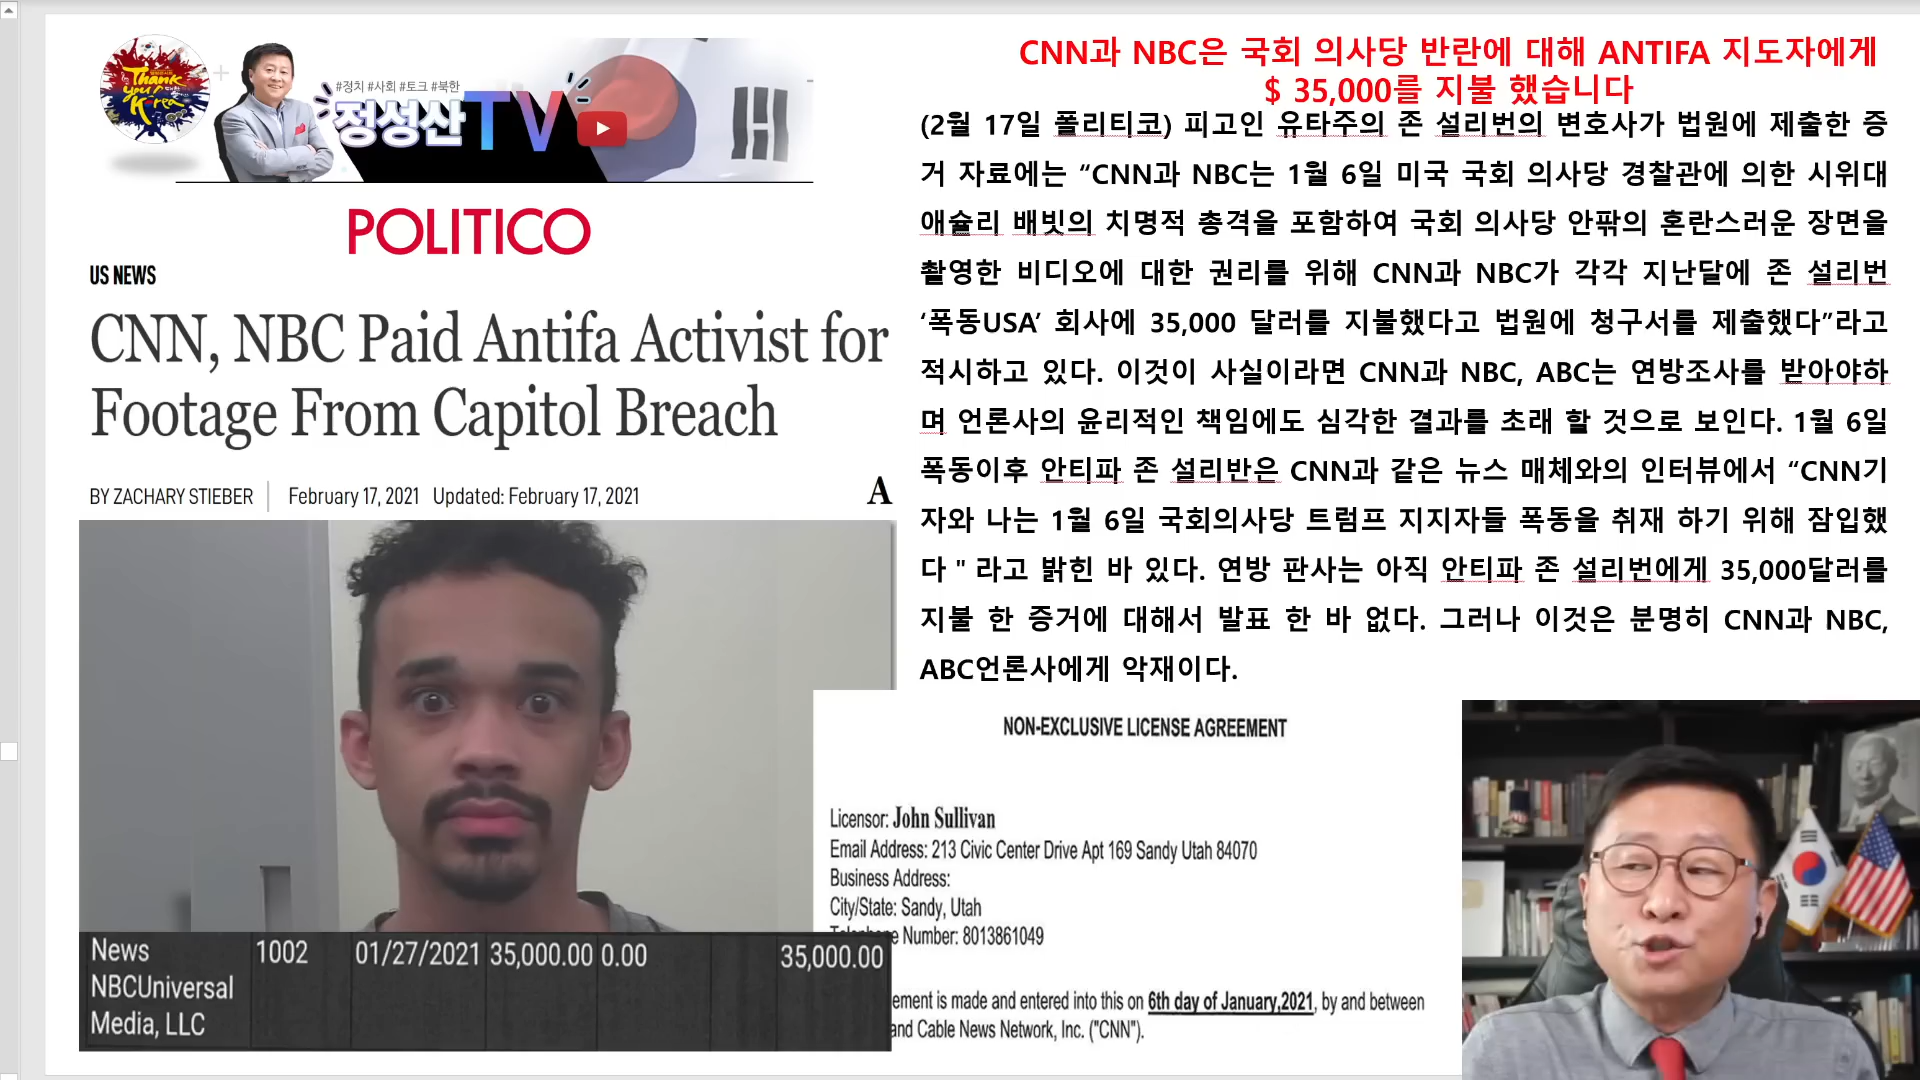 #정치 #사회 #토크 #북한
정성산TV
Thank
you
Korea
POLITICO
US NEWS
CNN, NBC Paid Antifa Activist for
Footage From Capitol Breach
BY ZACHARY STIEBER February 17, 2021 Updated: February 17, 2021
A
News 1002 01/27/2021 35,000.00 0.00 35,000.00
NBCUniversal
Media, LLC
CNN과 NBC은 국회 의사당 반란에 대해 ANTIFA 지도자에게
$ 35,000를 지불 했습니다
(2월 17일 폴리티코) 피고인 유타주의 존 설리번의 변호사가 법원에 제출한 증
거 자료에는 “CNN과 NBC는 1월 6일 미국 국회 의사당 경찰관에 의한 시위대
애슐리 배빗의 치명적 총격을 포함하여 국회 의사당 안팎의 혼란스러운 장면을
촬영한 비디오에 대한 권리를 위해 CNN과 NBC가 각각 지난달에 존 설리번
‘폭동USA’ 회사에 35,000 달러를 지불했다고 법원에 청구서를 제출했다”라고
적시하고 있다. 이것이 사실이라면 CNN과 NBC, ABC는 연방조사를 받아야하
며 언론사의 윤리적인 책임에도 심각한 결과를 초래 할 것으로 보인다. 1월 6일
폭동이후 안티파 존 설리반은 CNN과 같은 뉴스 매체와의 인터뷰에서 “CNN기
자와 나는 1월 6일 국회의사당 트럼프 지지자들 폭동을 취재 하기 위해 잠입했
다 " 라고 밝힌 바 있다. 연방 판사는 아직 안티파 존 설리번에게 35,000달러를
지불 한 증거에 대해서 발표 한 바 없다. 그러나 이것은 분명히 CNN과 NBC,
ABC언론사에게 악재이다.
NON-EXCLUSIVE LICENSE AGREEMENT
Licensor: John Sullivan
Email Address: 213 Civic Center Drive Apt 169 Sandy Utah 84070
Business Address:
City/State: Sandy, Utah
Number: 8013861049
ement is made and entered into this on 6th day of January,2021, by and between
and Cable News Network, Inc. ("CNN").